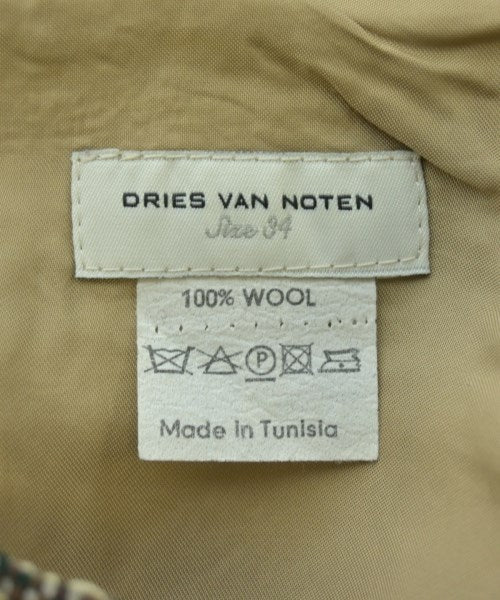 DRIES VAN NOTEN
Size 34
100% WOOL
P
Made in Tunisia